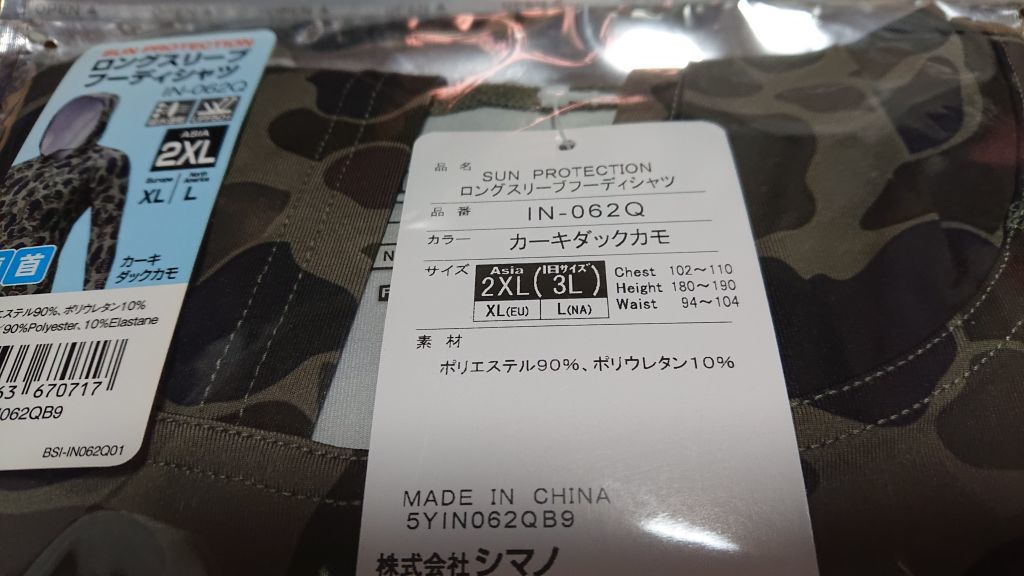 OPEN
SUN PROTECTION
ロングスリーブ
フーディシャツ
IN-062Q
ASIA
2XL
Europe
XL
North America
L
首
カーキ
ダックカモ
エステル90%、ポリウレタン10%
90%Polyester, 10%Elastane
63 670717
062QB9
BSI-IN062Q01
品名 SUN PROTECTION
ロングスリーブフーディシャツ
品番 IN-062Q
カラー カーキダックカモ
サイズ Asia 2XL (旧サイズ 3L)
XL(EU) L(NA)
Chest 102〜110
Height 180〜190
Waist 94〜104
素材
ポリエステル90%、ポリウレタン10%
MADE IN CHINA
5YIN062QB9
株式会社シマノ